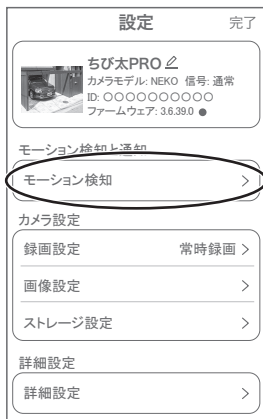 設定 完了
ちび太PRO
カメラモデル: NEKO 信号: 通常
ID: ○○○○○○○○○○
ファームウェア: 3.6.39.0 ●
モーション検知と通知
モーション検知 >
カメラ設定
録画設定 常時録画 >
画像設定 >
ストレージ設定 >
詳細設定
詳細設定 >